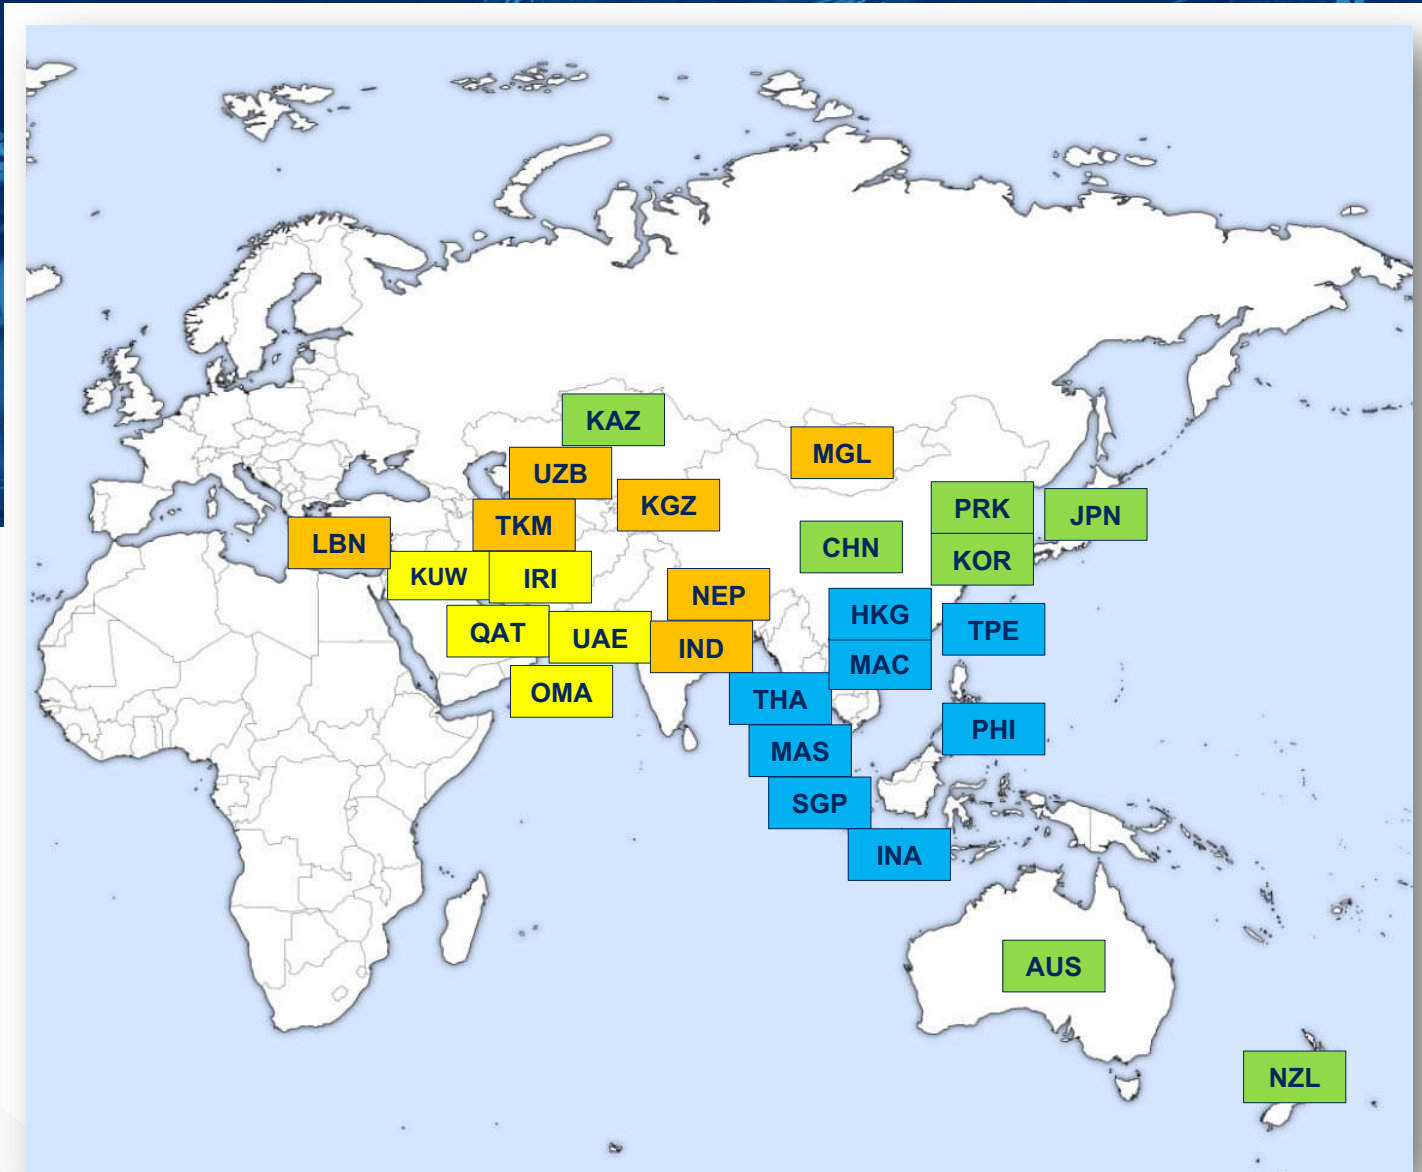 KAZ
MGL
UZB
KGZ
PRK
JPN
TKM
LBN
CHN
KOR
KUW
IRI
NEP
HKG
QAT
UAE
TPE
IND
MAC
OMA
THA
PHI
MAS
SGP
INA
AUS
NZL